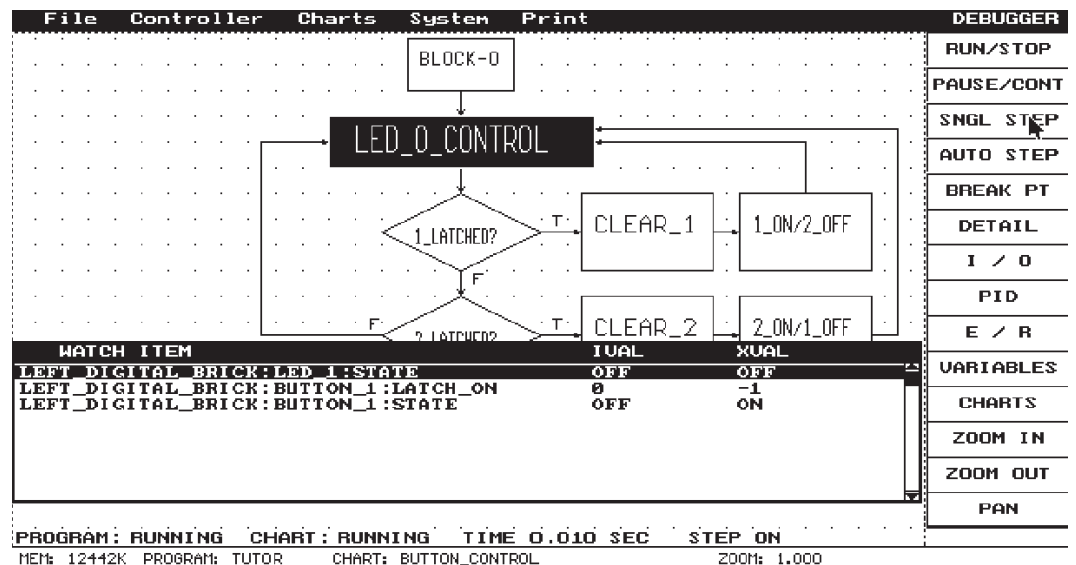 File Controller Charts System Print DEBUGGER
BLOCK-0
LED_0_CONTROL
1_LATCHED?
T
CLEAR_1
1_ON/2_OFF
F
F
2_LATCHED?
T
CLEAR_2
2_ON/1_OFF
RUN/STOP
PAUSE/CONT
SNGL STEP
AUTO STEP
BREAK PT
DETAIL
I / O
PID
E / R
VARIABLES
CHARTS
ZOOM IN
ZOOM OUT
PAN
WATCH ITEM IVAL XVAL
LEFT_DIGITAL_BRICK:LED_1:STATE OFF OFF
LEFT_DIGITAL_BRICK:BUTTON_1:LATCH_ON 0 -1
LEFT_DIGITAL_BRICK:BUTTON_1:STATE OFF ON
PROGRAM: RUNNING CHART: RUNNING TIME 0.010 SEC STEP ON
MEM: 12442K PROGRAM: TUTOR CHART: BUTTON_CONTROL ZOOM: 1.000